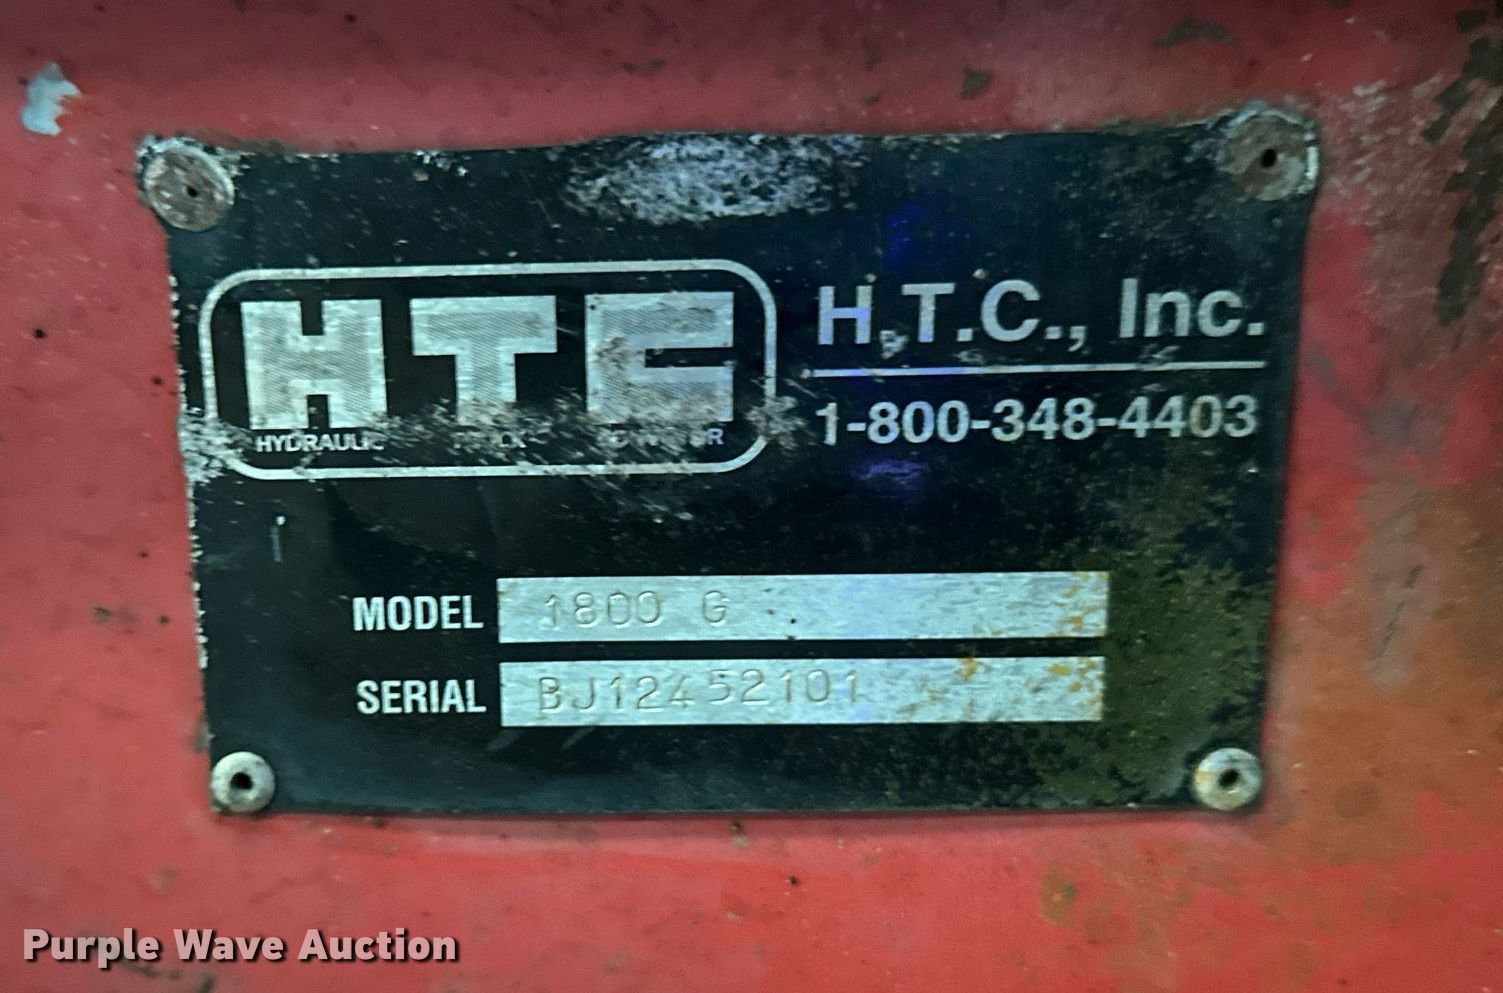 HTC
HYDRAULIC
H.T.C., Inc.
1-800-348-4403
MODEL 1800 G
SERIAL BJ12452101
Purple Wave Auction